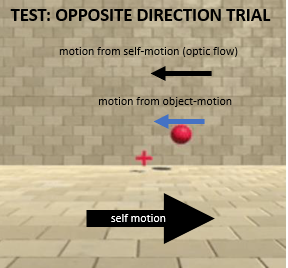 TEST: OPPOSITE DIRECTION TRIAL
motion from self-motion (optic flow)
motion from object-motion
self motion